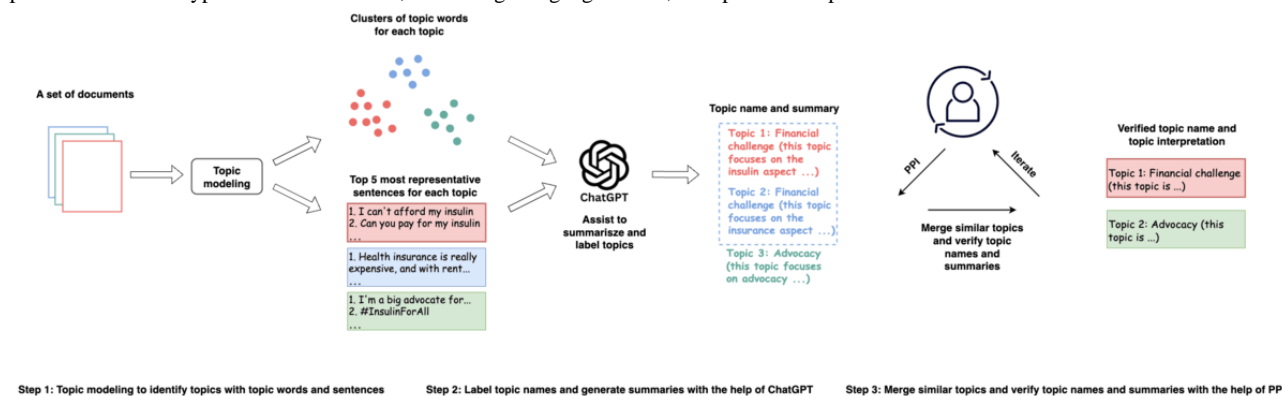 Clusters of topic words
for each topic
A set of documents
Topic
modeling
Top 5 most representative
sentences for each topic
1. I can't afford my insulin
2. Can you pay for my insulin
...
1. Health insurance is really
expensive, and with rent...
...
1. I'm a big advocate for...
2. #InsulinForAll
...
ChatGPT
Assist to
summarisze and
label topics
Topic name and summary
Topic 1: Financial
challenge (this topic
focuses on the
insulin aspect ...)
Topic 2: Financial
challenge (this topic
focuses on the
insurance aspect ...)
Topic 3: Advocacy
(this topic focuses
on advocacy ...)
PPI
Iterate
Merge similar topics
and verify topic
names and
summaries
Verified topic name and
topic interpretation
Topic 1: Financial challenge
(this topic is ...)
Topic 2: Advocacy (this
topic is ...)
Step 1: Topic modeling to identify topics with topic words and sentences
Step 2: Label topic names and generate summaries with the help of ChatGPT
Step 3: Merge similar topics and verify topic names and summaries with the help of PP